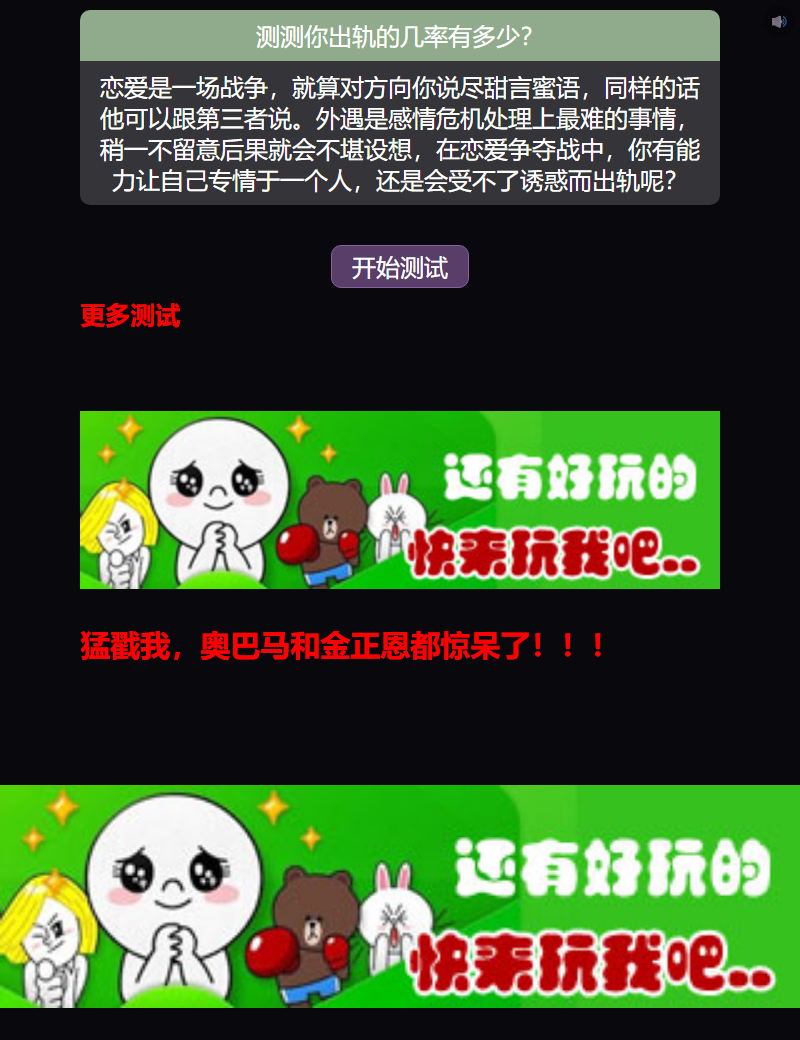 测测你出轨的几率有多少？
恋爱是一场战争，就算对方向你说尽甜言蜜语，同样的话
他可以跟第三者说。外遇是感情危机处理上最难的事情，
稍一不留意后果就会不堪设想，在恋爱争夺战中，你有能
力让自己专情于一个人，还是会受不了诱惑而出轨呢？
开始测试
更多测试
还有好玩的
快来玩我吧..
猛戳我，奥巴马和金正恩都惊呆了！！！
还有好玩的
快来玩我吧..